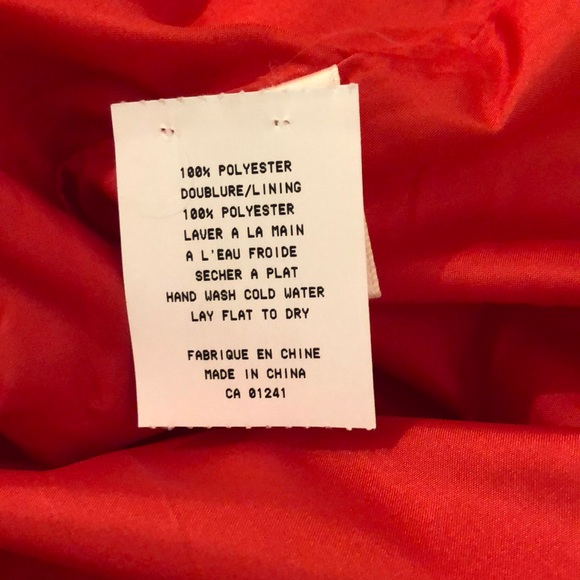 100% POLYESTER
DOUBLURE/LINING
100% POLYESTER
LAVER A LA MAIN
A L'EAU FROIDE
SECHER A PLAT
HAND WASH COLD WATER
LAY FLAT TO DRY
FABRIQUE EN CHINE
MADE IN CHINA
CA 01241